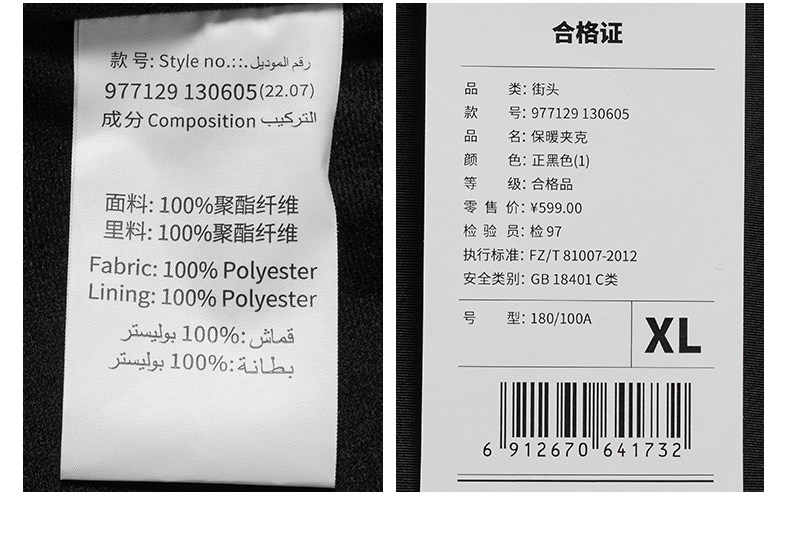 款 号: Style no.::. رقم الموديل
977129 130605(22.07)
成分 Composition التركيب
面料: 100%聚酯纤维
里料: 100%聚酯纤维
Fabric: 100% Polyester
Lining: 100% Polyester
قماش: 100% بوليستر
بطانة: 100% بوليستر
合格证
品 类: 街头
款 号: 977129 130605
品 名: 保暖夹克
颜 色: 正黑色(1)
等 级: 合格品
零 售 价: ¥599.00
检 验 员: 检 97
执行标准: FZ/T 81007-2012
安全类别: GB 18401 C类
号 型: 180/100A
XL
6 912670 641732